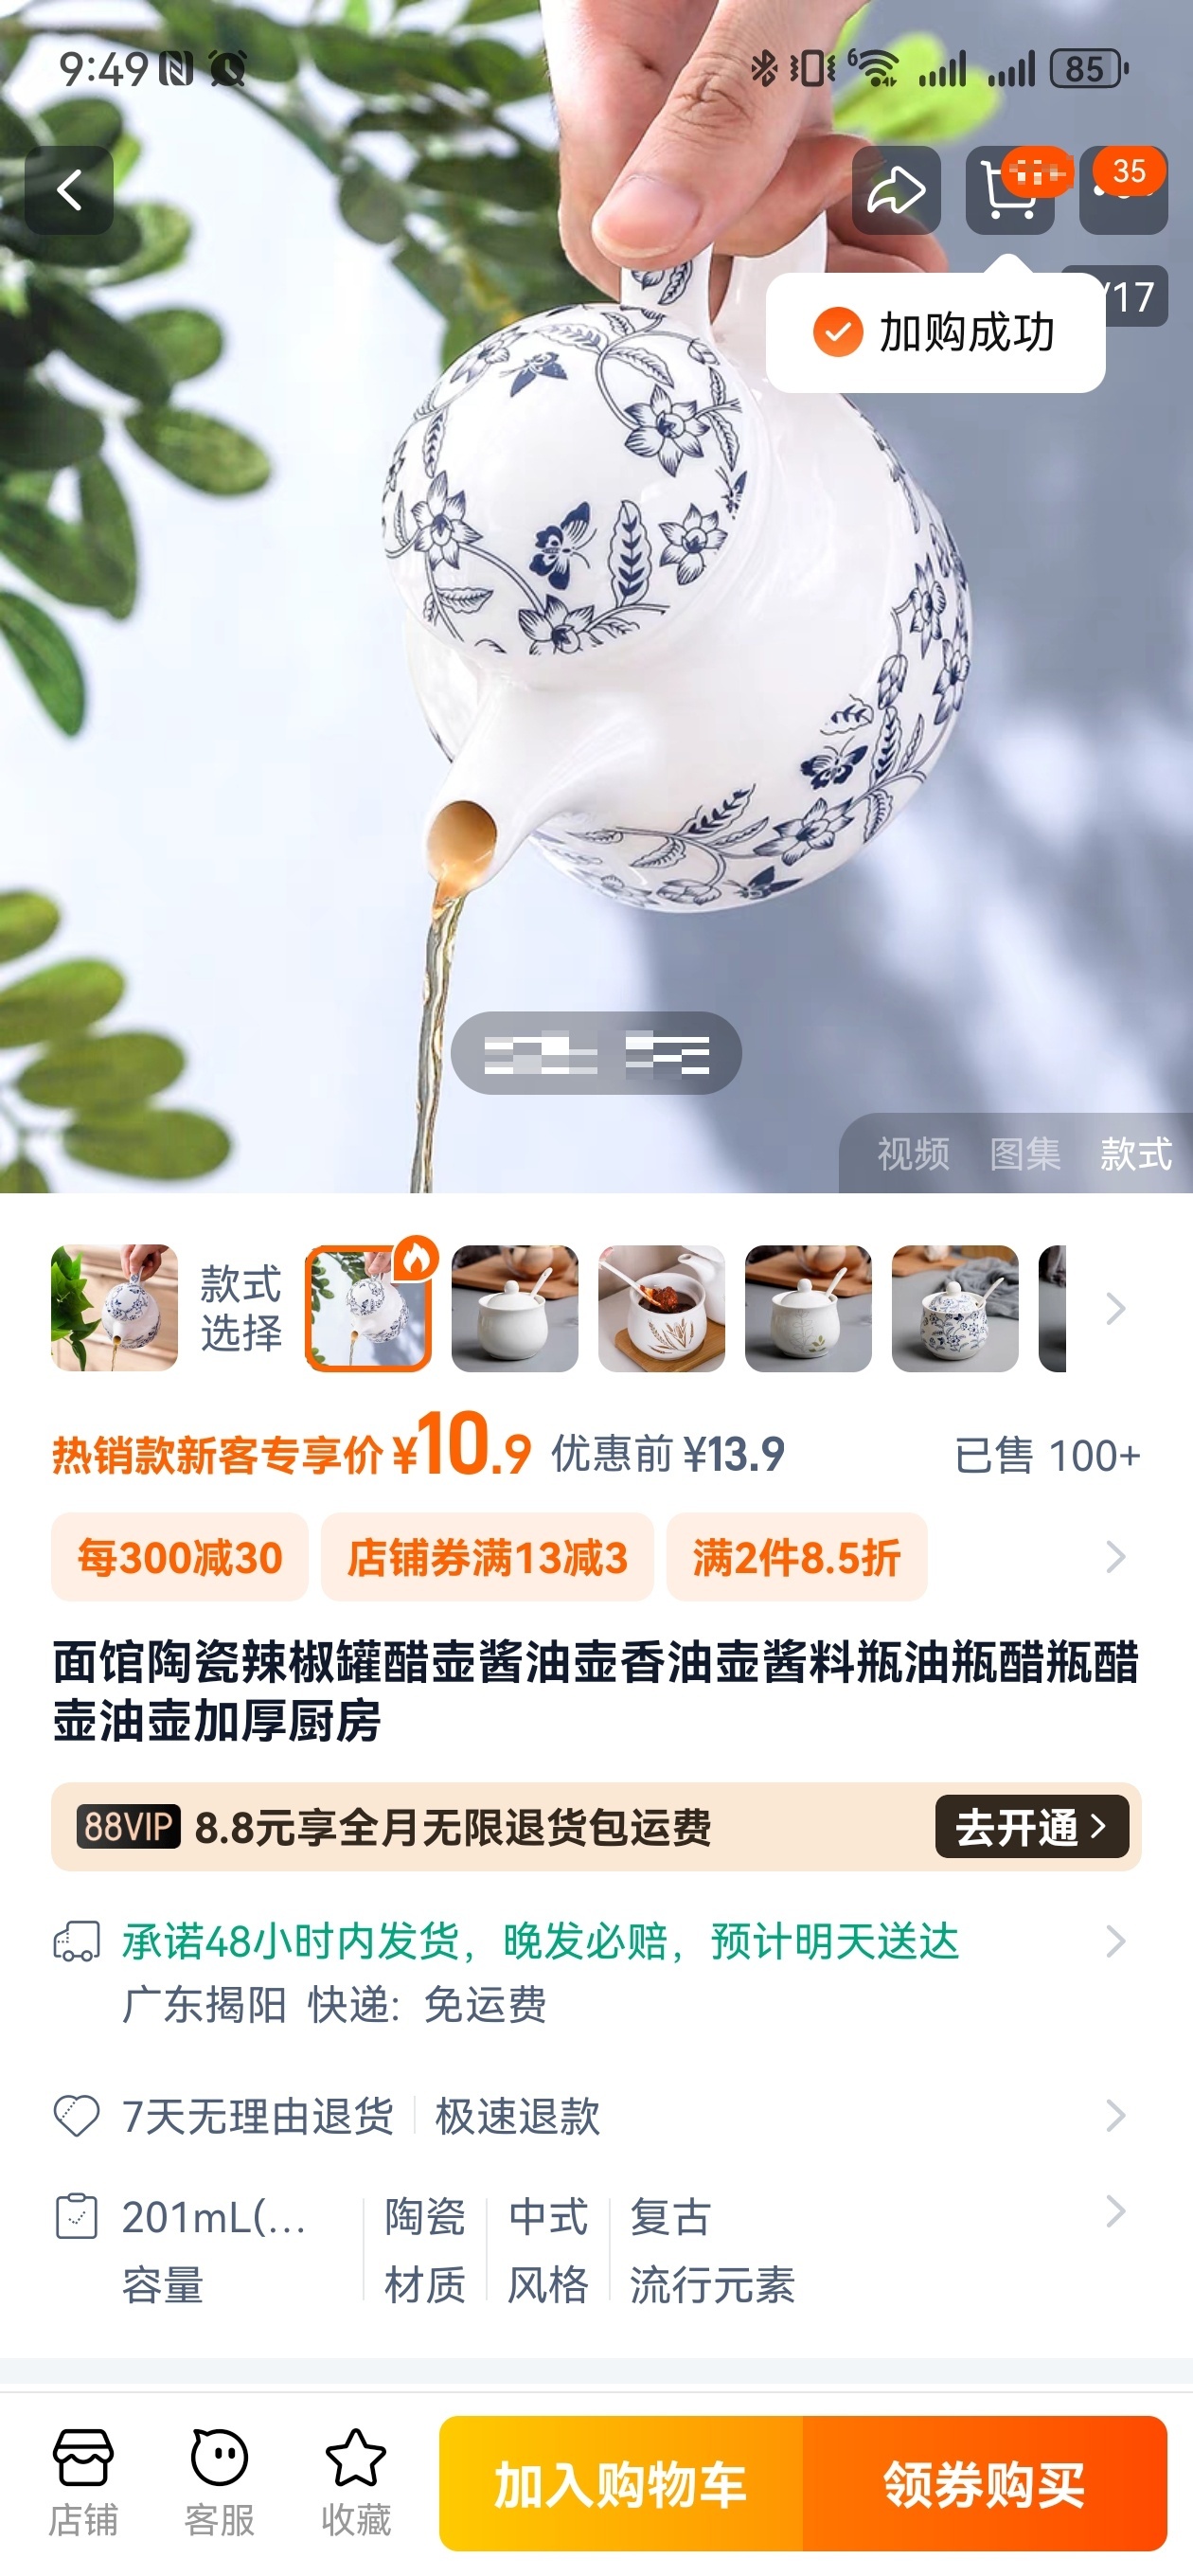 9:49
6
85
35
/17
加购成功
视频 图集 款式
款式
选择
热销款新客专享价 ¥10.9 优惠前 ¥13.9 已售 100+
每300减30 店铺券满13减3 满2件8.5折
面馆陶瓷辣椒罐醋壶酱油壶香油壶酱料瓶油瓶醋瓶醋
壶油壶加厚厨房
88VIP 8.8元享全月无限退货包运费 去开通
承诺48小时内发货，晚发必赔，预计明天送达
广东揭阳 快递: 免运费
7天无理由退货 极速退款
201mL(... 陶瓷 中式 复古
容量 材质 风格 流行元素
店铺 客服 收藏 加入购物车 领券购买